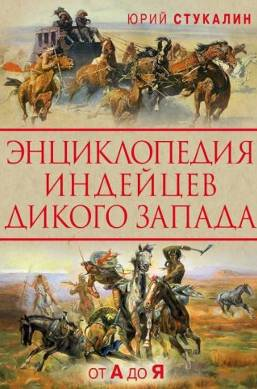 ЮРИЙ СТУКАЛИН
ЭНЦИКЛОПЕДИЯ
ИНДЕЙЦЕВ
ДИКОГО ЗАПАДА
ОТ А ДО Я